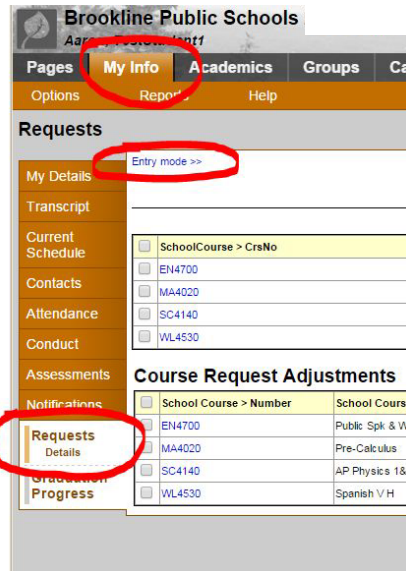 Brookline Public Schools
Pages My Info Academics Groups Ca
Options Reports Help
Requests
My Details
Transcript
Current
Schedule
Contacts
Attendance
Conduct
Assessments
Notifications
Requests
Details
Graduation
Progress
Entry mode >>
SchoolCourse > CrsNo
EN4700
MA4020
SC4140
WL4530
Course Request Adjustments
School Course > Number School Cours
EN4700 Public Spk & W
MA4020 Pre-Calculus
SC4140 AP Physics 1&
WL4530 Spanish V H